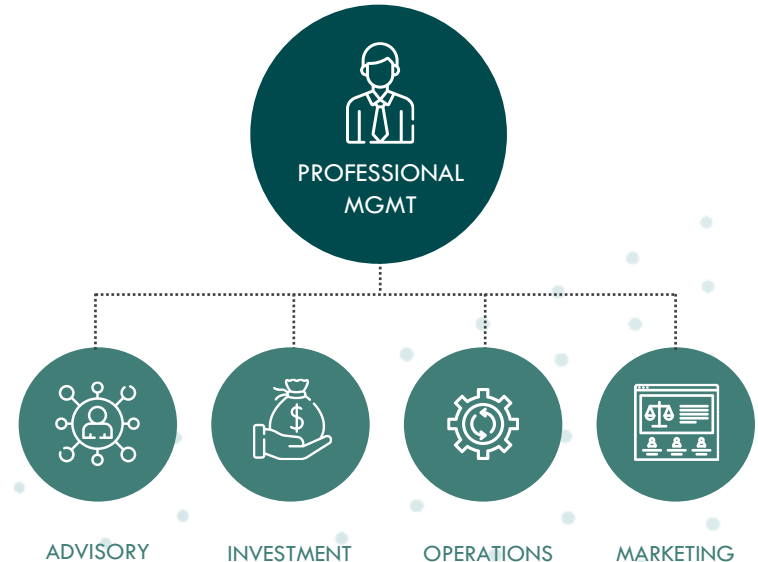 PROFESSIONAL
MGMT
$
ADVISORY
INVESTMENT
OPERATIONS
MARKETING